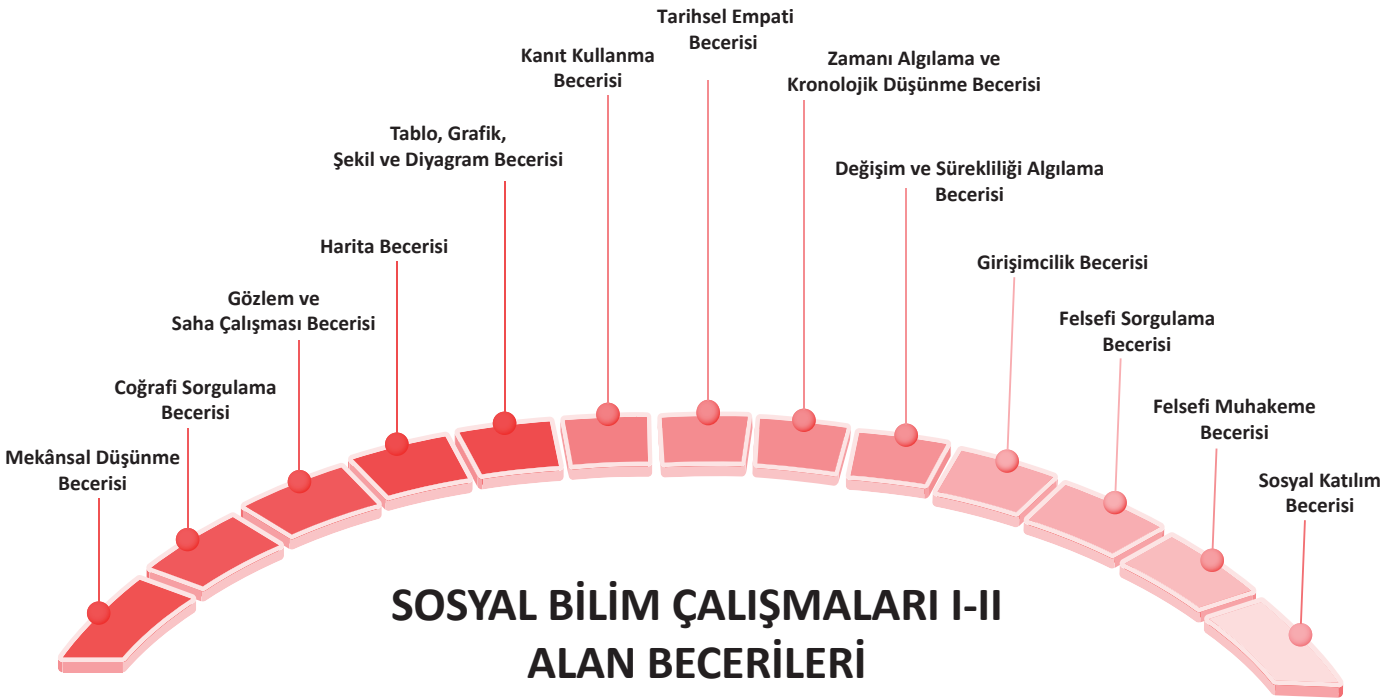 Mekânsal Düşünme
Becerisi
Coğrafi Sorgulama
Becerisi
Gözlem ve
Saha Çalışması Becerisi
Harita Becerisi
Tablo, Grafik,
Şekil ve Diyagram Becerisi
Kanıt Kullanma
Becerisi
Tarihsel Empati
Becerisi
Zamanı Algılama ve
Kronolojik Düşünme Becerisi
Değişim ve Sürekliliği Algılama
Becerisi
Girişimcilik Becerisi
Felsefi Sorgulama
Becerisi
Felsefi Muhakeme
Becerisi
Sosyal Katılım
Becerisi
SOSYAL BİLİM ÇALIŞMALARI I-II
ALAN BECERİLERİ